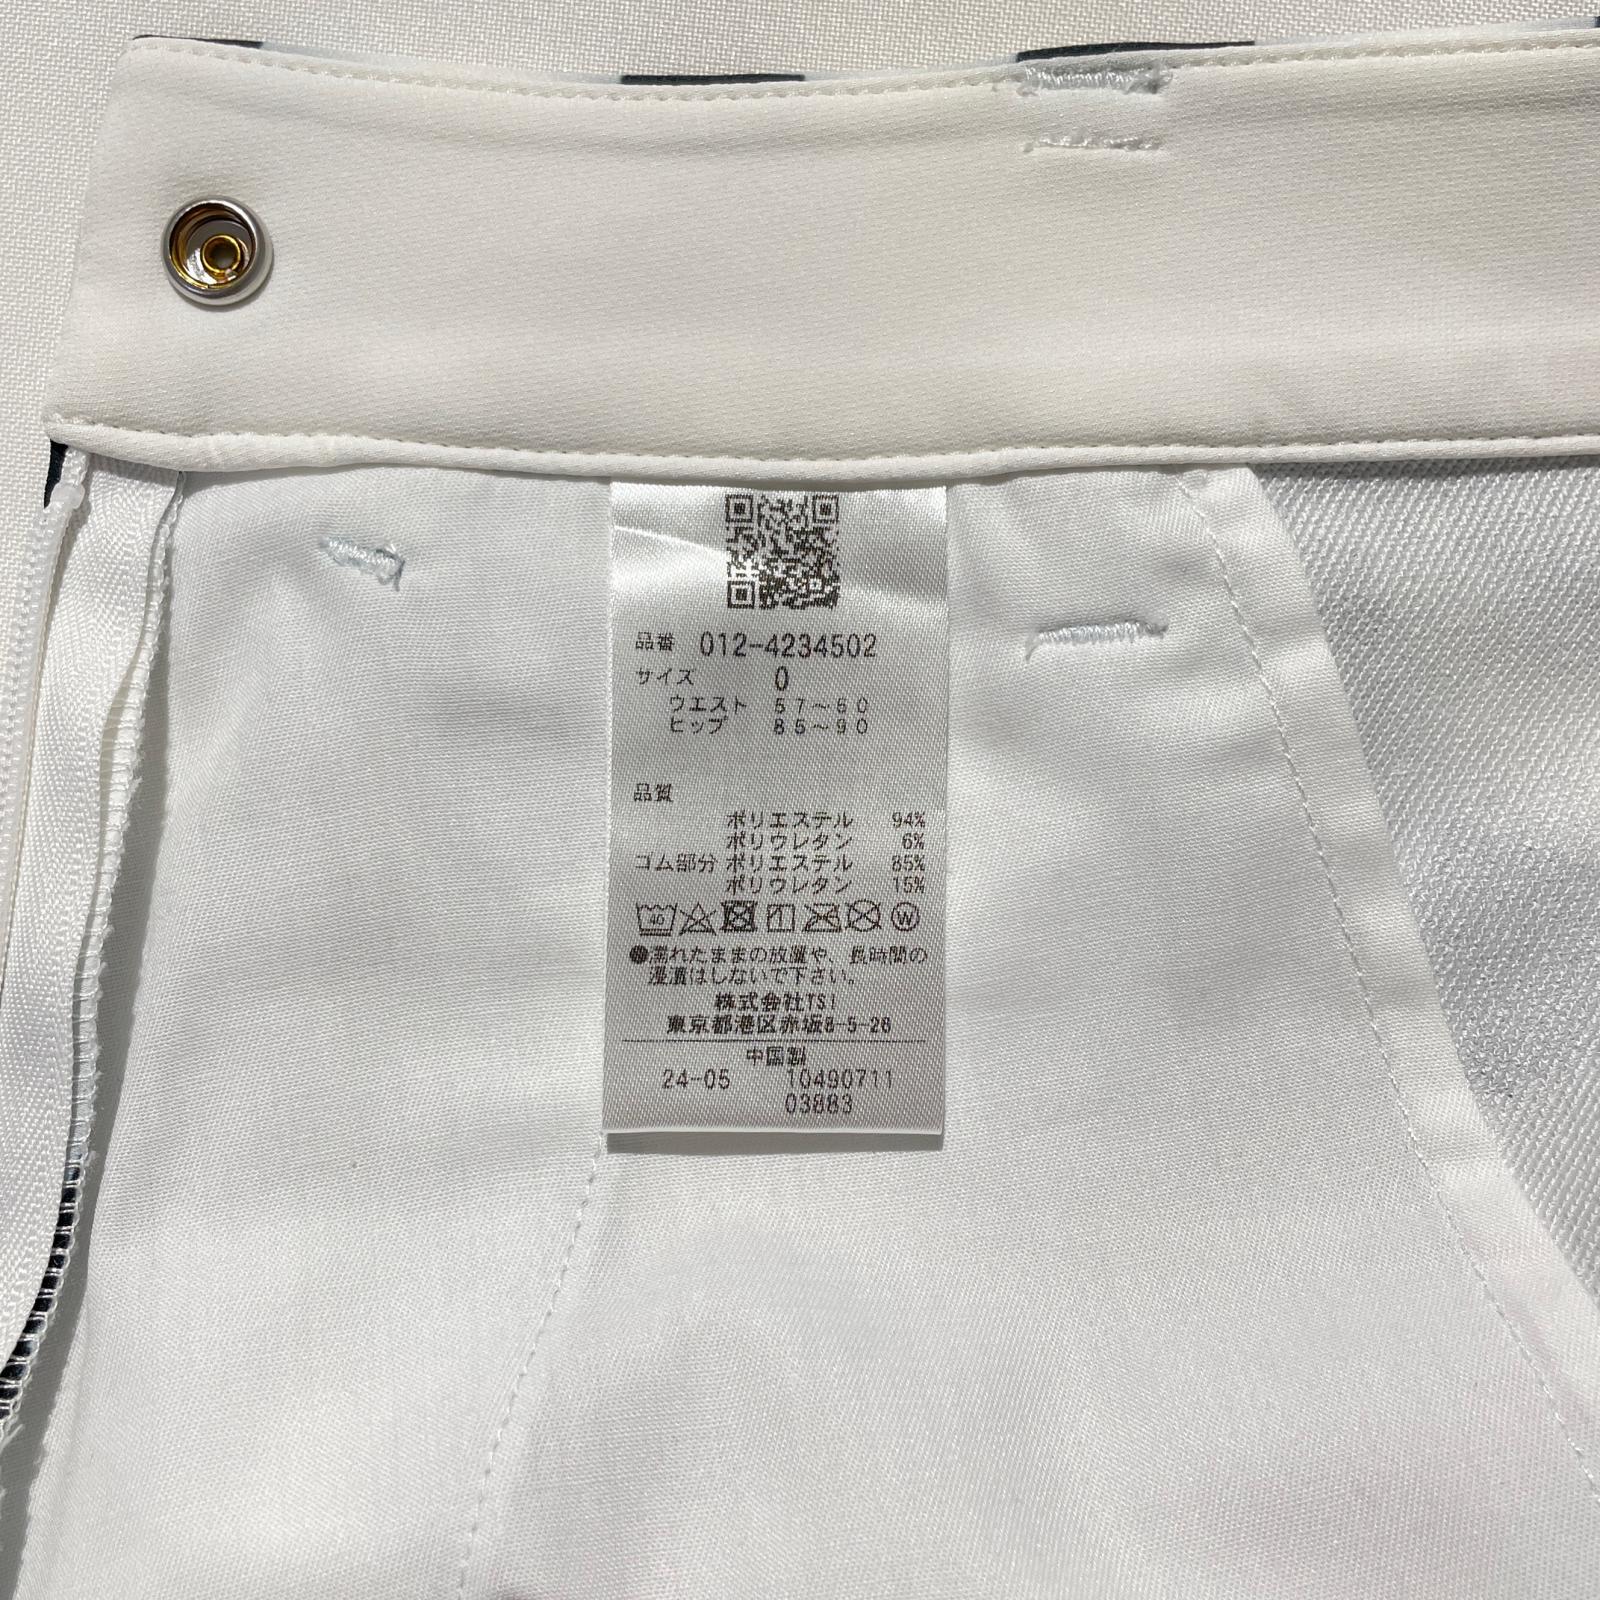 品番 012-4234502
サイズ 0
ウエスト 57～60
ヒップ 85～90
品質
ポリエステル 94%
ポリウレタン 6%
ゴム部分 ポリエステル 85%
ポリウレタン 15%
40 W
●濡れたままの放置や、長時間の
浸漬はしないで下さい。
株式会社TSI
東京都港区赤坂8-5-28
中国製
24-05 10490711
03883